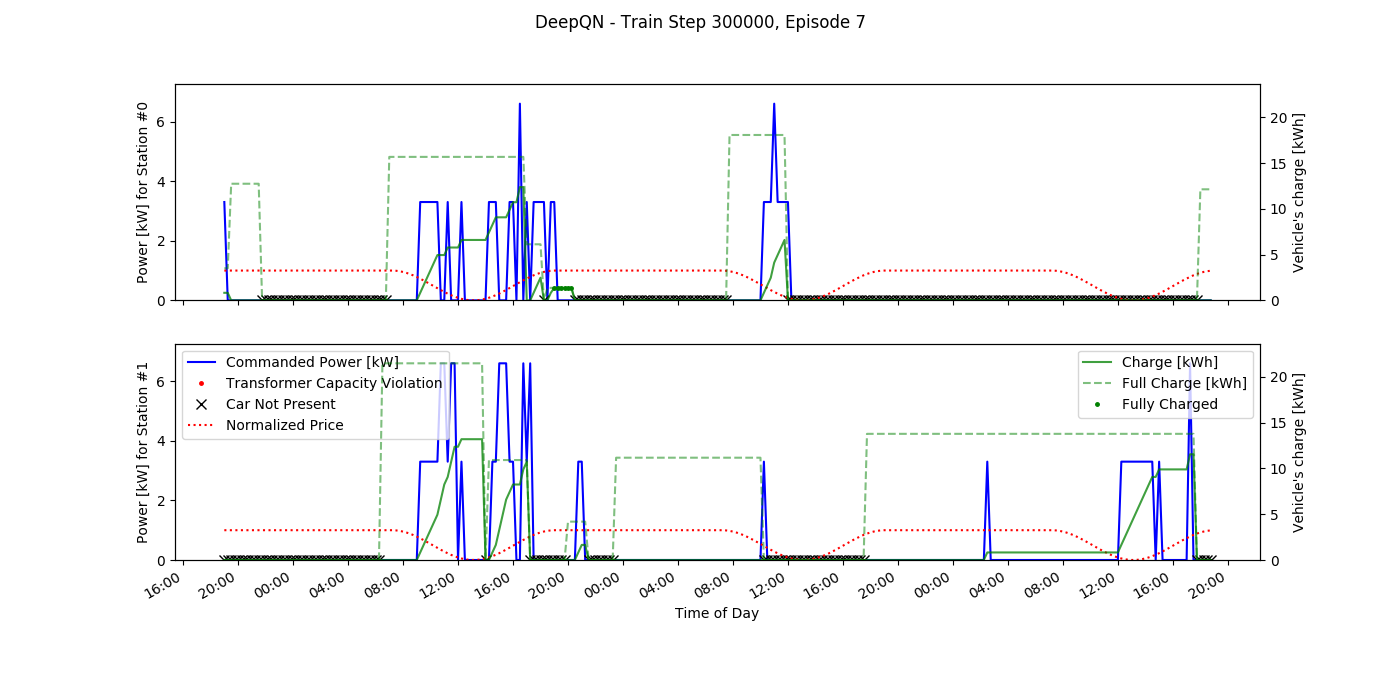 DeepQN - Train Step 300000, Episode 7
Power [kW] for Station #0
6
4
2
0
20
15
10
5
0
Vehicle's charge [kWh]
Power [kW] for Station #1
6
4
2
0
Commanded Power [kW]
Transformer Capacity Violation
Car Not Present
Normalized Price
Charge [kWh]
Full Charge [kWh]
Fully Charged
20
15
10
5
0
Vehicle's charge [kWh]
16:00 20:00 00:00 04:00 08:00 12:00 16:00 20:00 00:00 04:00 08:00 12:00 16:00 20:00 00:00 04:00 08:00 12:00 16:00 20:00
Time of Day